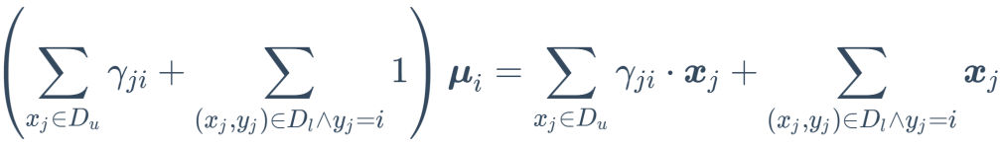 \left( \sum_{x_j \in D_u} \gamma_{ji} + \sum_{(x_j, y_j) \in D_l \wedge y_j = i} 1 \right) \boldsymbol{\mu}_i = \sum_{x_j \in D_u} \gamma_{ji} \cdot \boldsymbol{x}_j + \sum_{(x_j, y_j) \in D_l \wedge y_j = i} \boldsymbol{x}_j